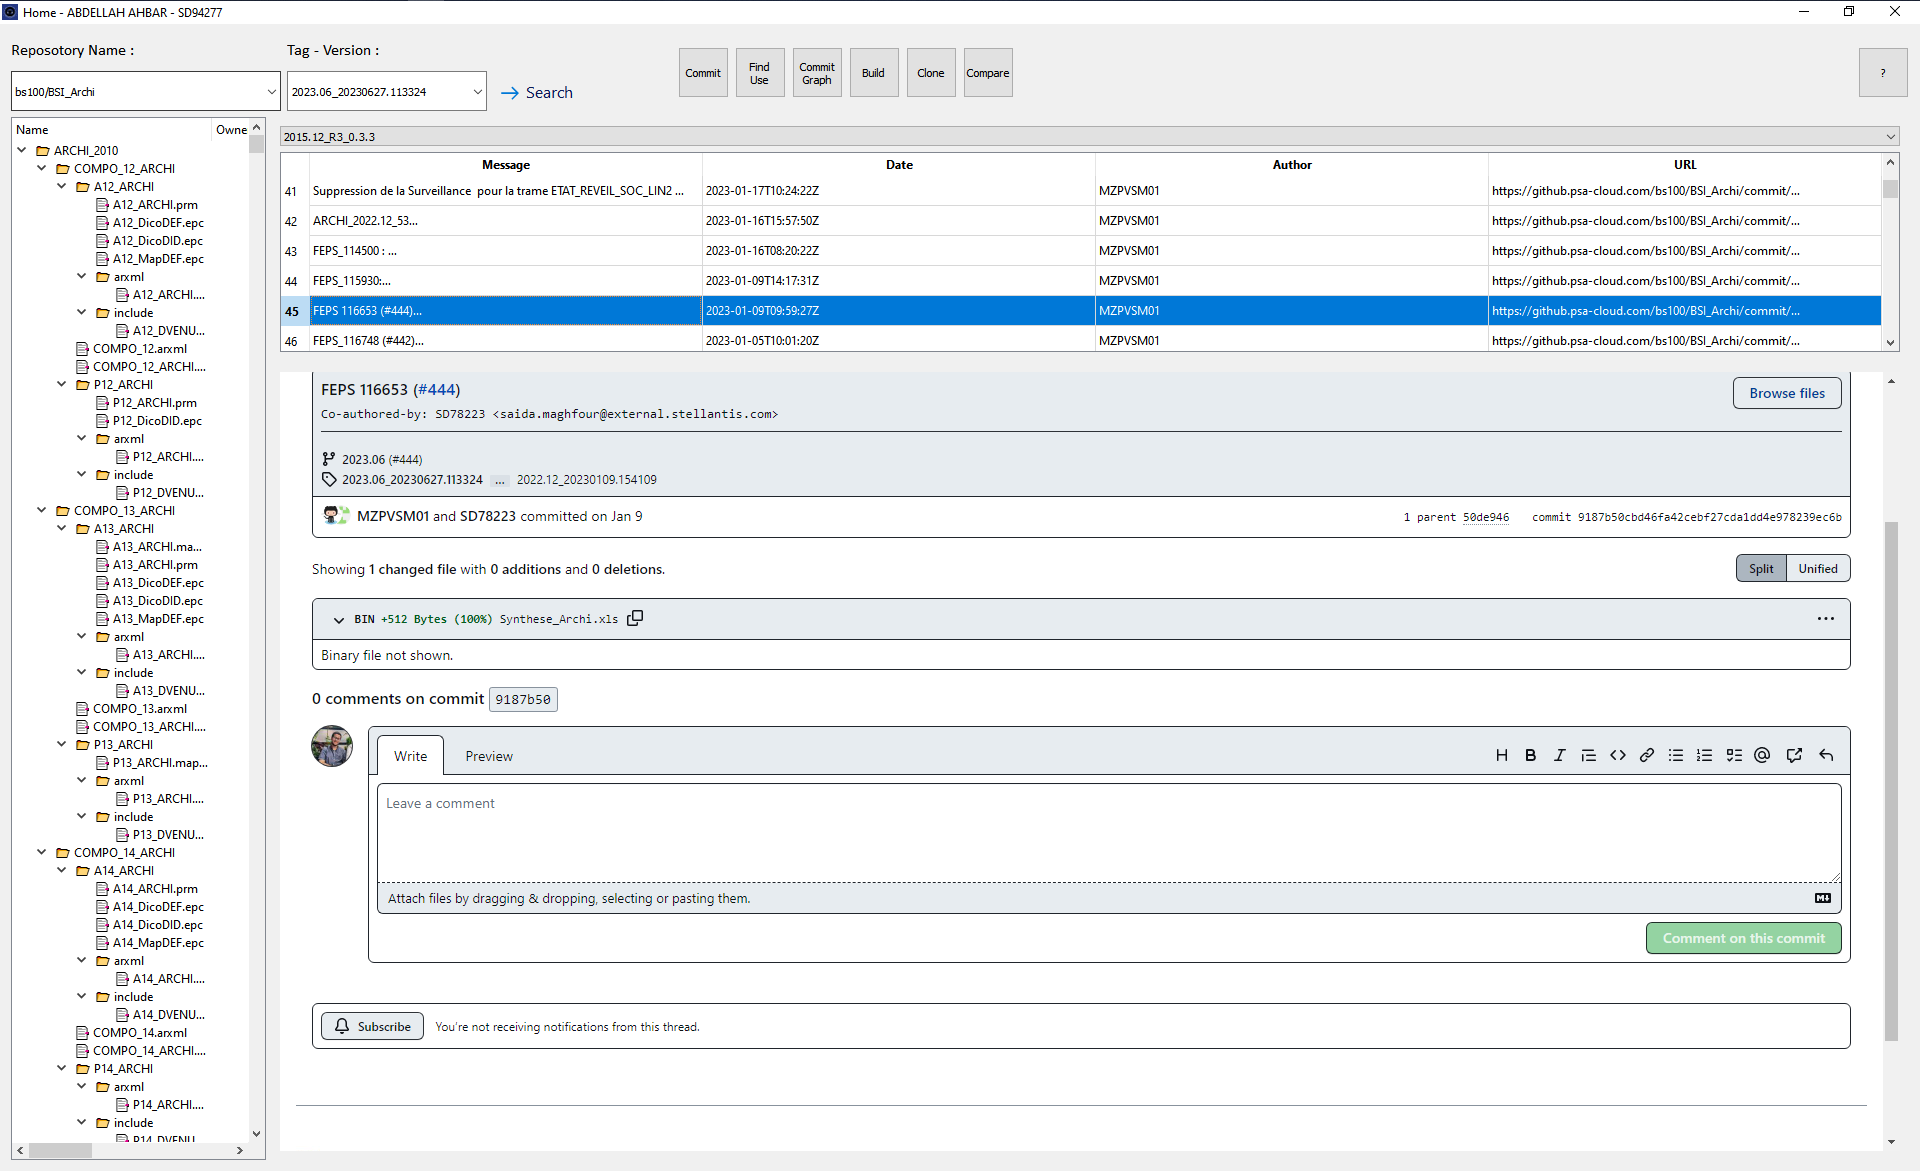 Home - ABDELLAH AHBAR - SD94277
Reposotory Name :
Tag - Version :
bs100/BSI_Archi
2023.06_20230627.113324
Search
Commit
Find Use
Commit Graph
Build
Clone
Compare
?
Name Owne
ARCHI_2010
COMPO_12_ARCHI
A12_ARCHI
A12_ARCHI.prm
A12_DicoDEF.epc
A12_DicoDID.epc
A12_MapDEF.epc
arxml
A12_ARCHI....
include
A12_DVENU...
COMPO_12.arxml
COMPO_12_ARCHI....
P12_ARCHI
P12_ARCHI.prm
P12_DicoDID.epc
arxml
P12_ARCHI....
include
P12_DVENU...
COMPO_13_ARCHI
A13_ARCHI
A13_ARCHI.ma...
A13_ARCHI.prm
A13_DicoDEF.epc
A13_DicoDID.epc
A13_MapDEF.epc
arxml
A13_ARCHI....
include
A13_DVENU...
COMPO_13.arxml
COMPO_13_ARCHI....
P13_ARCHI
P13_ARCHI.map...
arxml
P13_ARCHI....
include
P13_DVENU...
COMPO_14_ARCHI
A14_ARCHI
A14_ARCHI.prm
A14_DicoDEF.epc
A14_DicoDID.epc
A14_MapDEF.epc
arxml
A14_ARCHI....
include
A14_DVENU...
COMPO_14.arxml
COMPO_14_ARCHI....
P14_ARCHI
arxml
P14_ARCHI....
include
P14_DVENU
2015.12_R3_0.3.3
Message Date Author URL
41 Suppression de la Surveillance pour la trame ETAT_REVEIL_SOC_LIN2 ... 2023-01-17T10:24:22Z MZPVSM01 https://github.psa-cloud.com/bs100/BSI_Archi/commit/...
42 ARCHI_2022.12_53... 2023-01-16T15:57:50Z MZPVSM01 https://github.psa-cloud.com/bs100/BSI_Archi/commit/...
43 FEPS_114500 : ... 2023-01-16T08:20:22Z MZPVSM01 https://github.psa-cloud.com/bs100/BSI_Archi/commit/...
44 FEPS_115930:... 2023-01-09T14:17:31Z MZPVSM01 https://github.psa-cloud.com/bs100/BSI_Archi/commit/...
45 FEPS 116653 (#444)... 2023-01-09T09:59:27Z MZPVSM01 https://github.psa-cloud.com/bs100/BSI_Archi/commit/...
46 FEPS_116748 (#442)... 2023-01-05T10:01:20Z MZPVSM01 https://github.psa-cloud.com/bs100/BSI_Archi/commit/...
FEPS 116653 (#444)
Browse files
Co-authored-by: SD78223 <saida.maghfour@external.stellantis.com>
2023.06 (#444)
2023.06_20230627.113324 ... 2022.12_20230109.154109
MZPVSM01 and SD78223 committed on Jan 9
1 parent 50de946 commit 9187b50cbd46fa42cebf27cda1dd4e978239ec6b
Showing 1 changed file with 0 additions and 0 deletions.
Split Unified
BIN +512 Bytes (100%) Synthese_Archi.xls
Binary file not shown.
0 comments on commit 9187b50
Write Preview
Leave a comment
Attach files by dragging & dropping, selecting or pasting them.
Comment on this commit
Subscribe You're not receiving notifications from this thread.